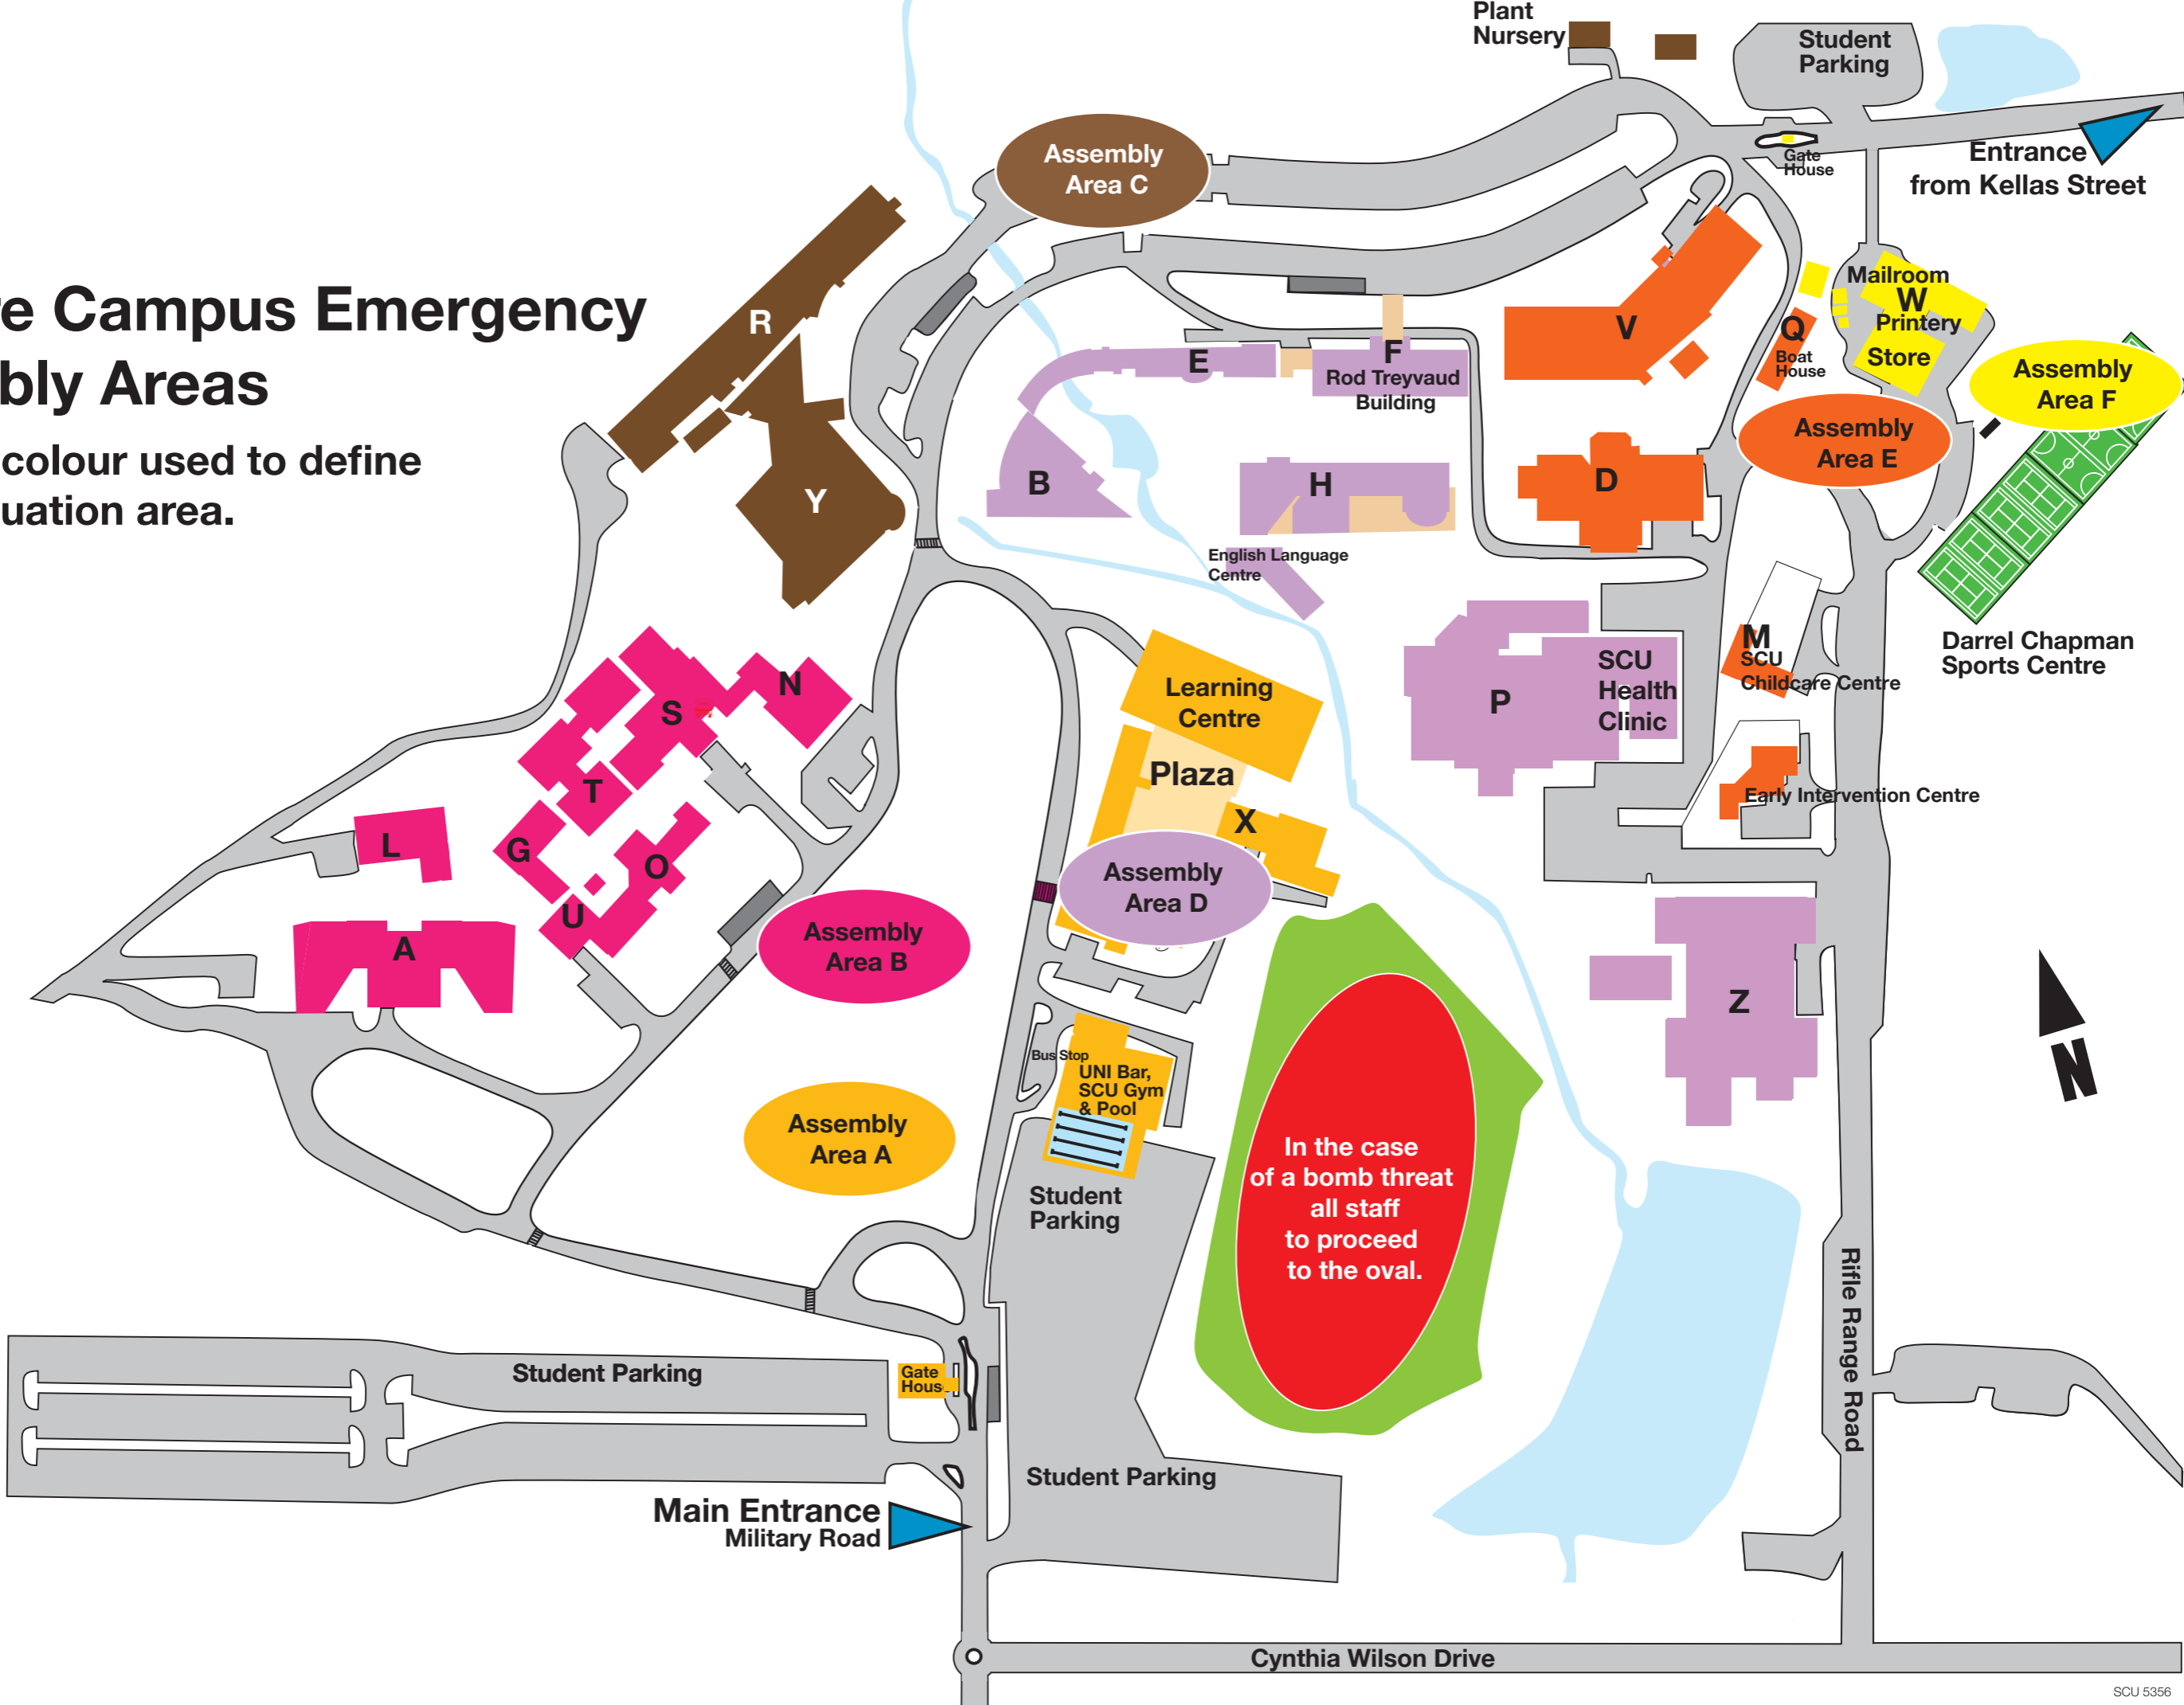 Plant
Nursery
Student
Parking
Assembly
Area C
Gate
House
Entrance
from Kellas Street
re Campus Emergency
bly Areas
colour used to define
uation area.
R
Y
E
F
Rod Treyvaud
Building
V
Q
Boat
House
Mailroom
W
Printery
Store
Assembly
Area F
Assembly
Area E
B
H
D
English Language
Centre
Darrel Chapman
Sports Centre
M
SCU
Childcare Centre
P
SCU
Health
Clinic
Early Intervention Centre
N
S
T
L
G
O
U
A
Learning
Centre
Plaza
X
Assembly
Area D
Assembly
Area B
Z
N
Bus Stop
UNI Bar,
SCU Gym
& Pool
Assembly
Area A
Student
Parking
In the case
of a bomb threat
all staff
to proceed
to the oval.
Rifle Range Road
Student Parking
Gate
Hous
Student Parking
Main Entrance
Military Road
Cynthia Wilson Drive
SCU 5356